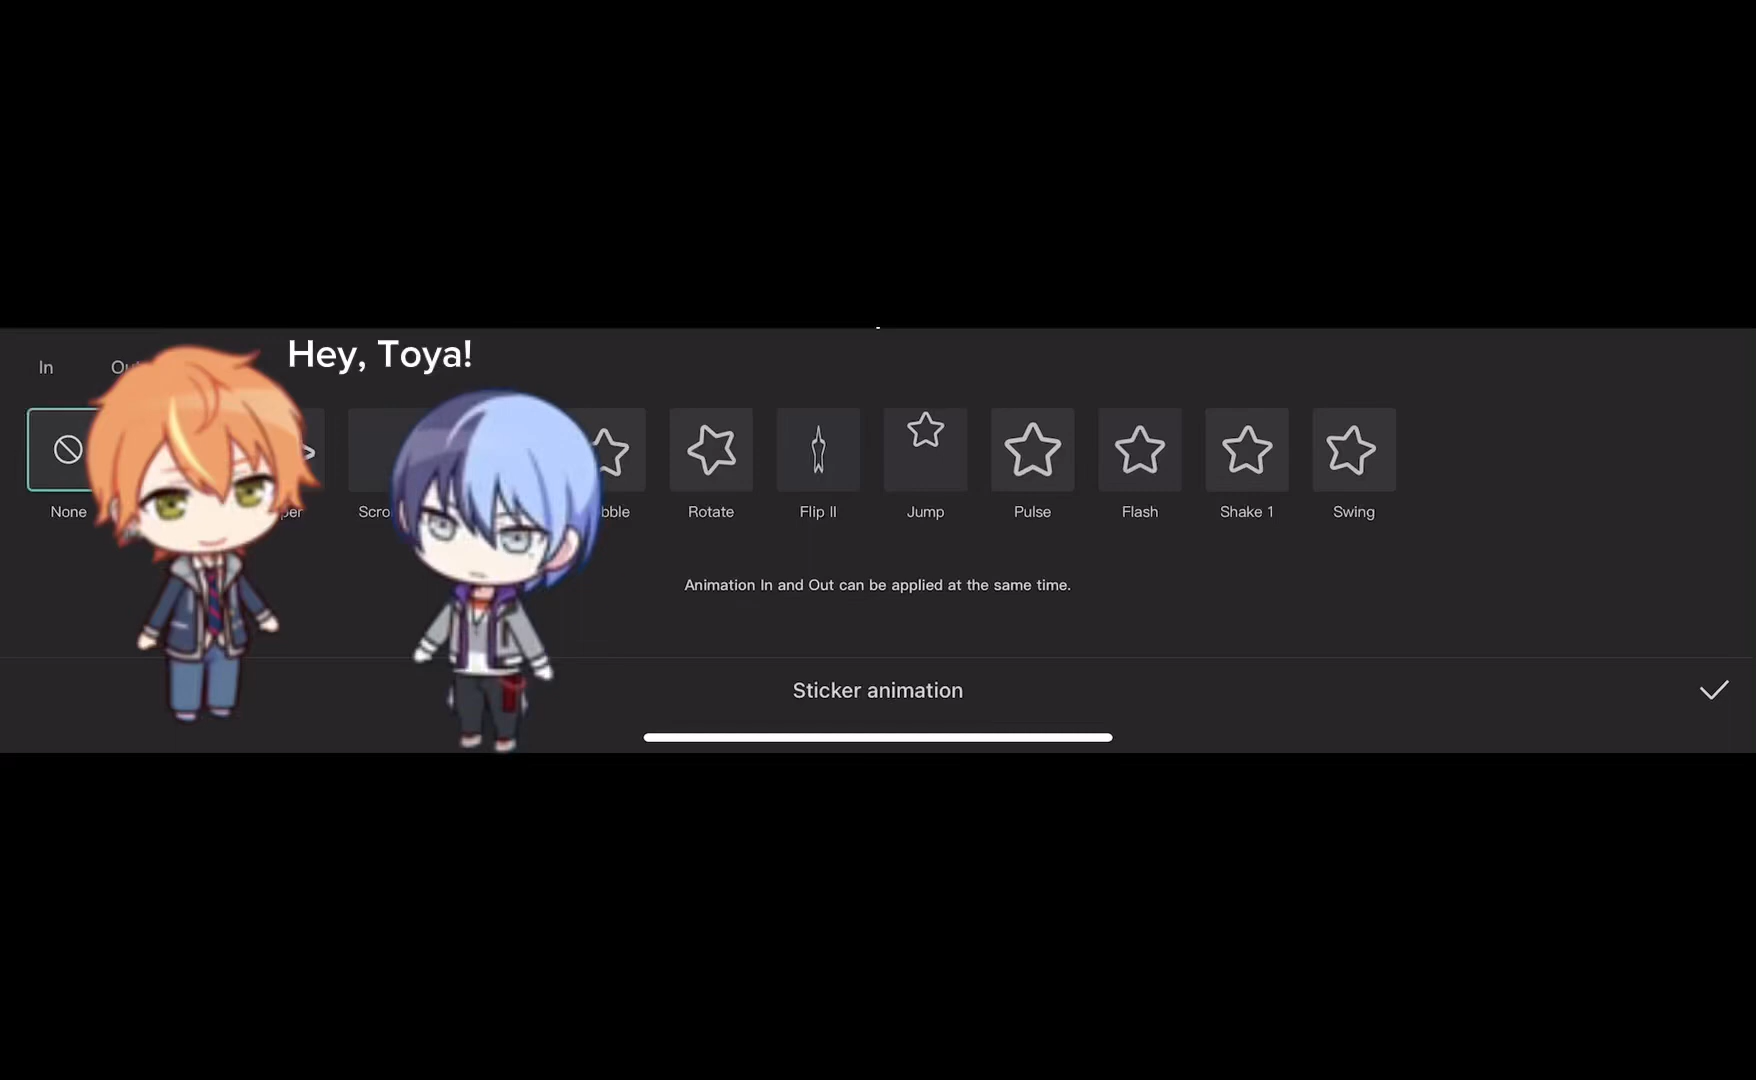 Hey, Toya!
In
None
Rotate
Flip II
Jump
Pulse
Flash
Shake 1
Swing
Animation In and Out can be applied at the same time.
Sticker animation